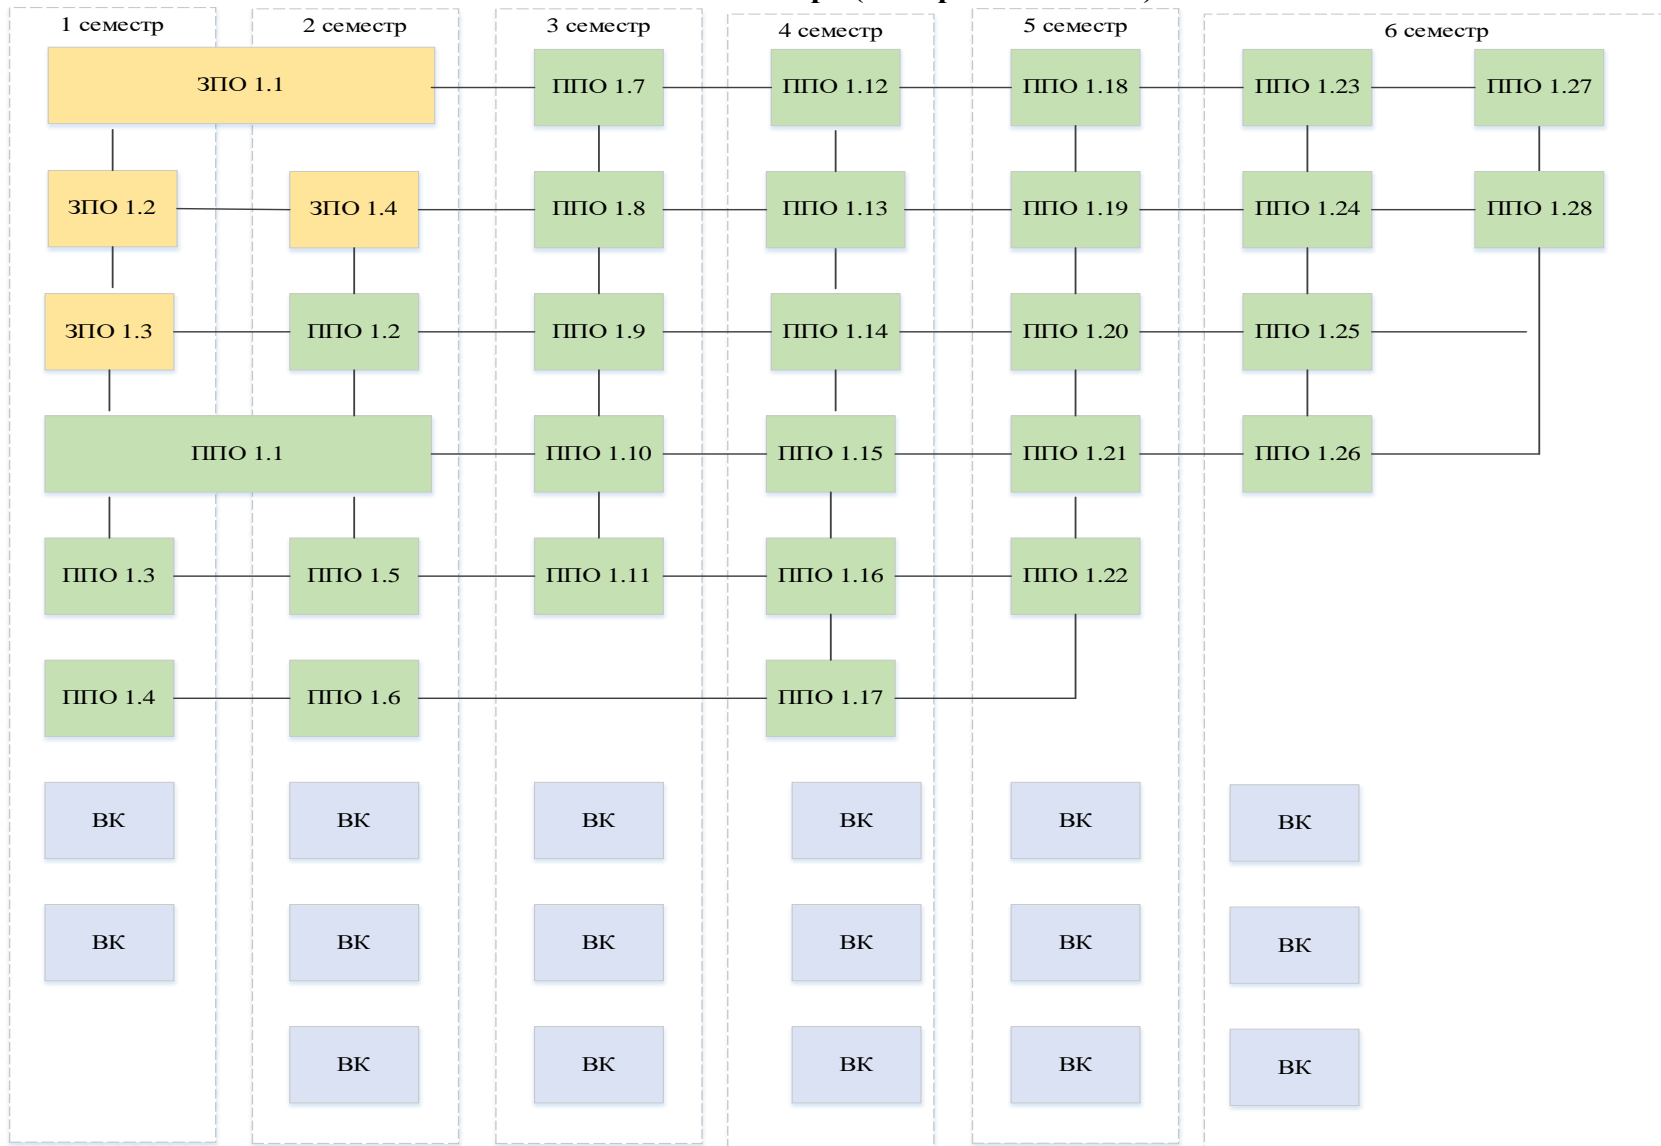 1 семестр 2 семестр 3 семестр 4 семестр 5 семестр 6 семестр
ЗПО 1.1 ППО 1.7 ППО 1.12 ППО 1.18 ППО 1.23 ППО 1.27
ЗПО 1.2 ЗПО 1.4 ППО 1.8 ППО 1.13 ППО 1.19 ППО 1.24 ППО 1.28
ЗПО 1.3 ППО 1.2 ППО 1.9 ППО 1.14 ППО 1.20 ППО 1.25
ППО 1.1 ППО 1.10 ППО 1.15 ППО 1.21 ППО 1.26
ППО 1.3 ППО 1.5 ППО 1.11 ППО 1.16 ППО 1.22
ППО 1.4 ППО 1.6 ППО 1.17
ВК ВК ВК ВК ВК ВК
ВК ВК ВК ВК ВК ВК
ВК ВК ВК ВК ВК